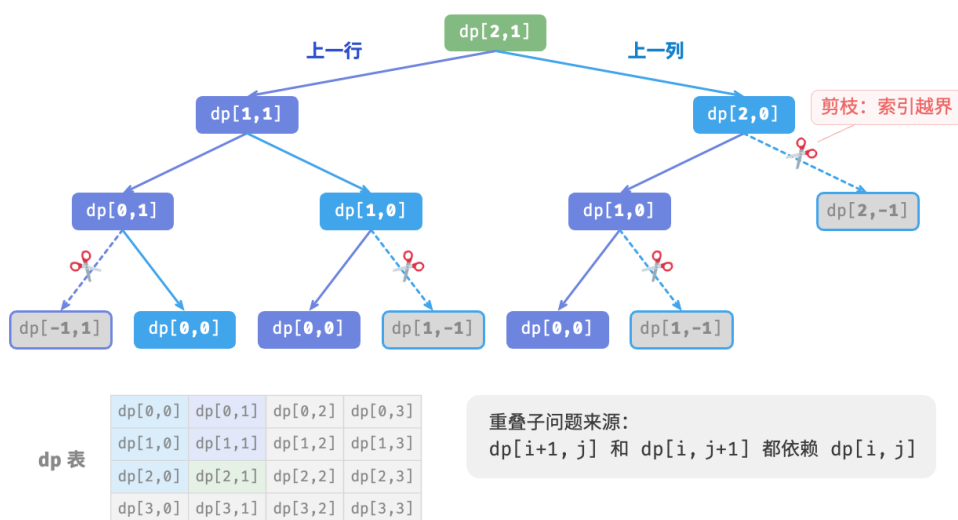 dp[2,1]
上一行
上一列
dp[1,1]
dp[2,0]
剪枝：索引越界
dp[0,1]
dp[1,0]
dp[1,0]
dp[2,-1]
dp[-1,1]
dp[0,0]
dp[0,0]
dp[1,-1]
dp[0,0]
dp[1,-1]
dp 表
dp[0,0] dp[0,1] dp[0,2] dp[0,3]
dp[1,0] dp[1,1] dp[1,2] dp[1,3]
dp[2,0] dp[2,1] dp[2,2] dp[2,3]
dp[3,0] dp[3,1] dp[3,2] dp[3,3]
重叠子问题来源：
dp[i+1, j] 和 dp[i, j+1] 都依赖 dp[i, j]